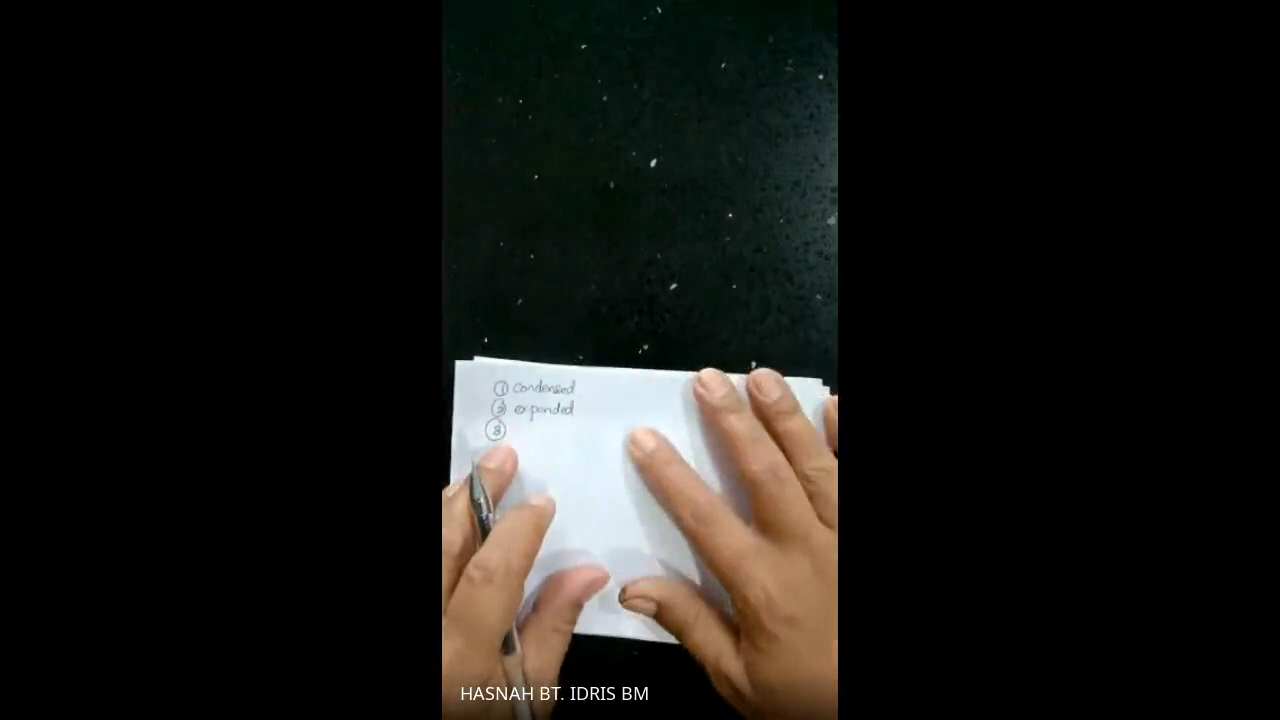 ① condensed
② expanded
③
HASNAH BT. IDRIS BM